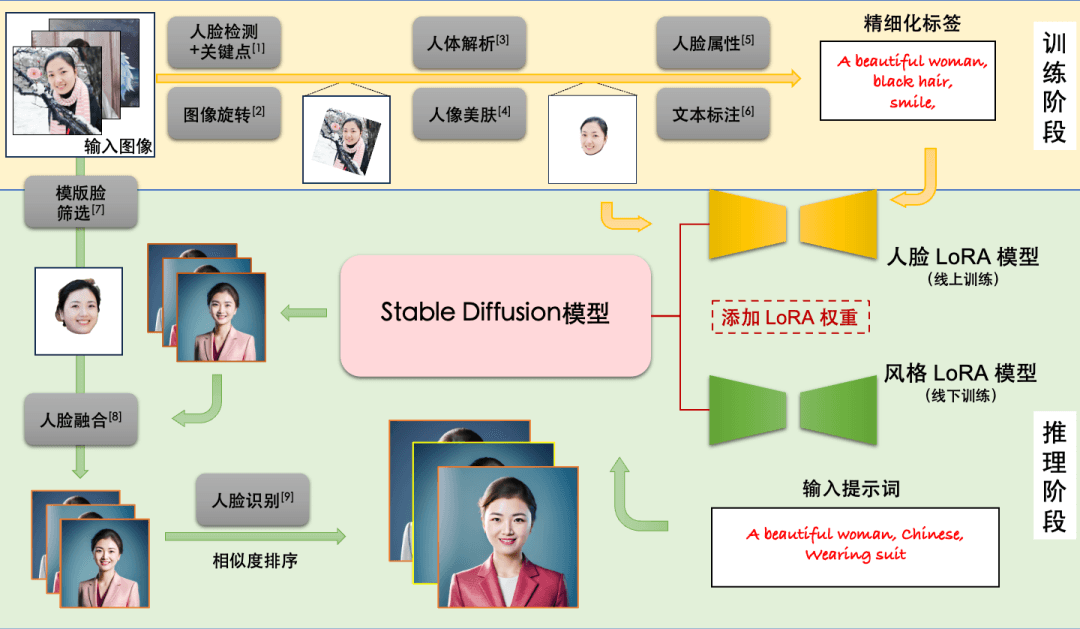 人脸检测
+关键点[1]
人体解析[3]
人脸属性[5]
精细化标签
A beautiful woman,
black hair,
smile,
训练阶段
输入图像
图像旋转[2]
人像美肤[4]
文本标注[6]
模版脸
筛选[7]
人脸 LoRA 模型
(线上训练)
Stable Diffusion模型
添加 LoRA 权重
风格 LoRA 模型
(线下训练)
人脸融合[8]
推理阶段
人脸识别[9]
相似度排序
输入提示词
A beautiful woman, Chinese,
Wearing suit